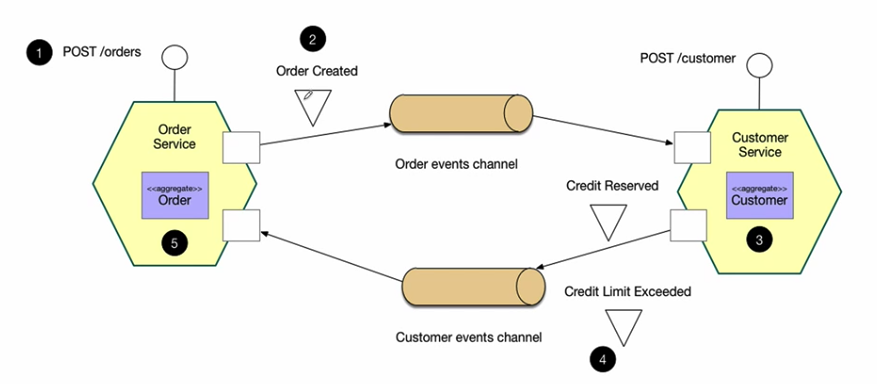 1
POST /orders
2
Order Created
POST /customer
Order
Service
Order events channel
Customer
Service
<<aggregate>>
Order
Credit Reserved
<<aggregate>>
Customer
5
3
Credit Limit Exceeded
Customer events channel
4